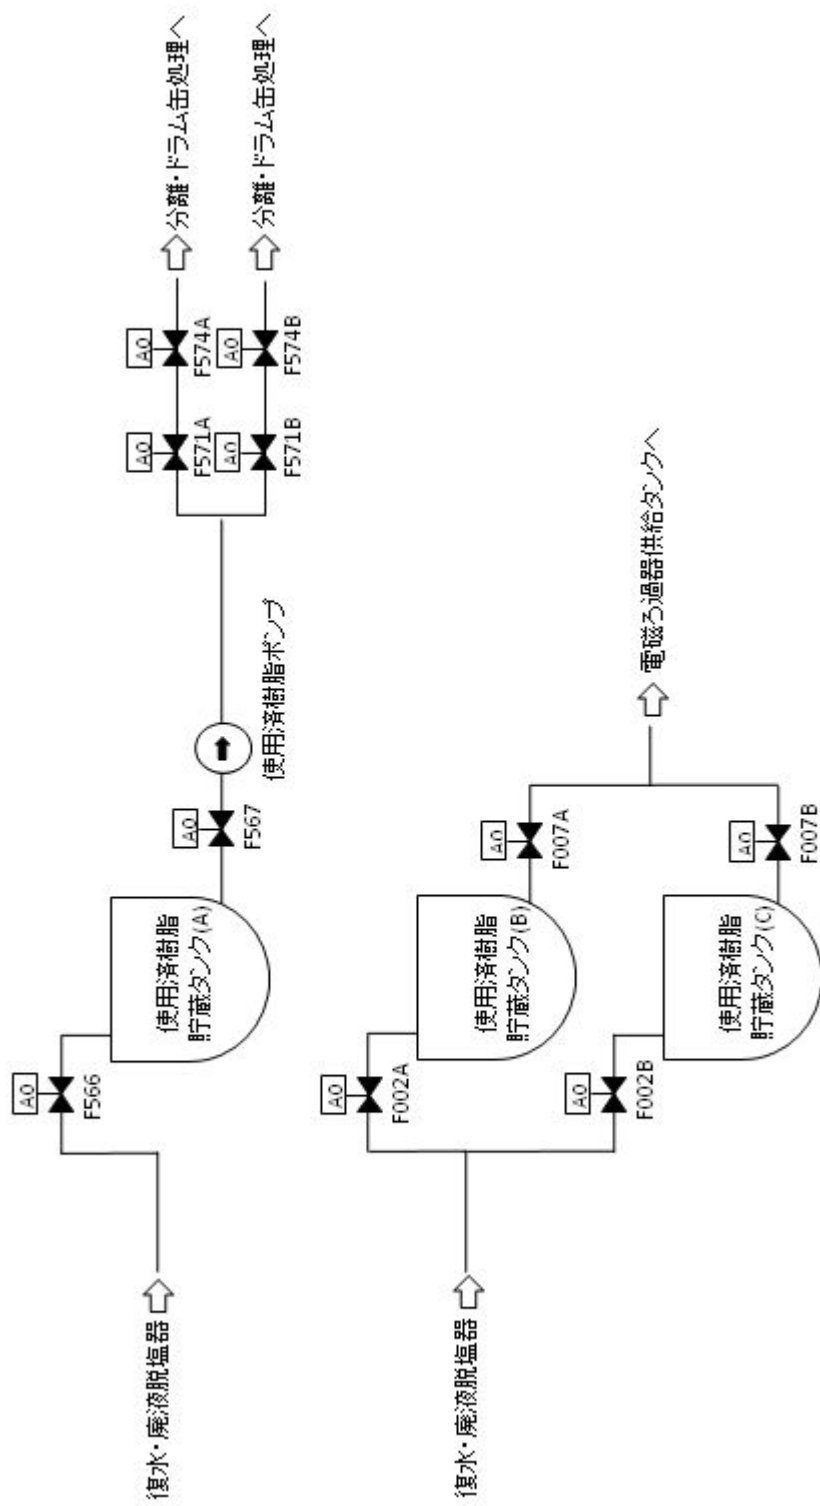 復水・廃液脱塩器
AO
F566
使用済樹脂
貯蔵タンク(A)
AO
F567
使用済樹脂ポンプ
AO
F571A
AO
F574A
分離・ドラム缶処理へ
AO
F571B
AO
F574B
分離・ドラム缶処理へ
復水・廃液脱塩器
AO
F002A
使用済樹脂
貯蔵タンク(B)
AO
F007A
電磁ろ過器供給タンクへ
AO
F002B
使用済樹脂
貯蔵タンク(C)
AO
F007B